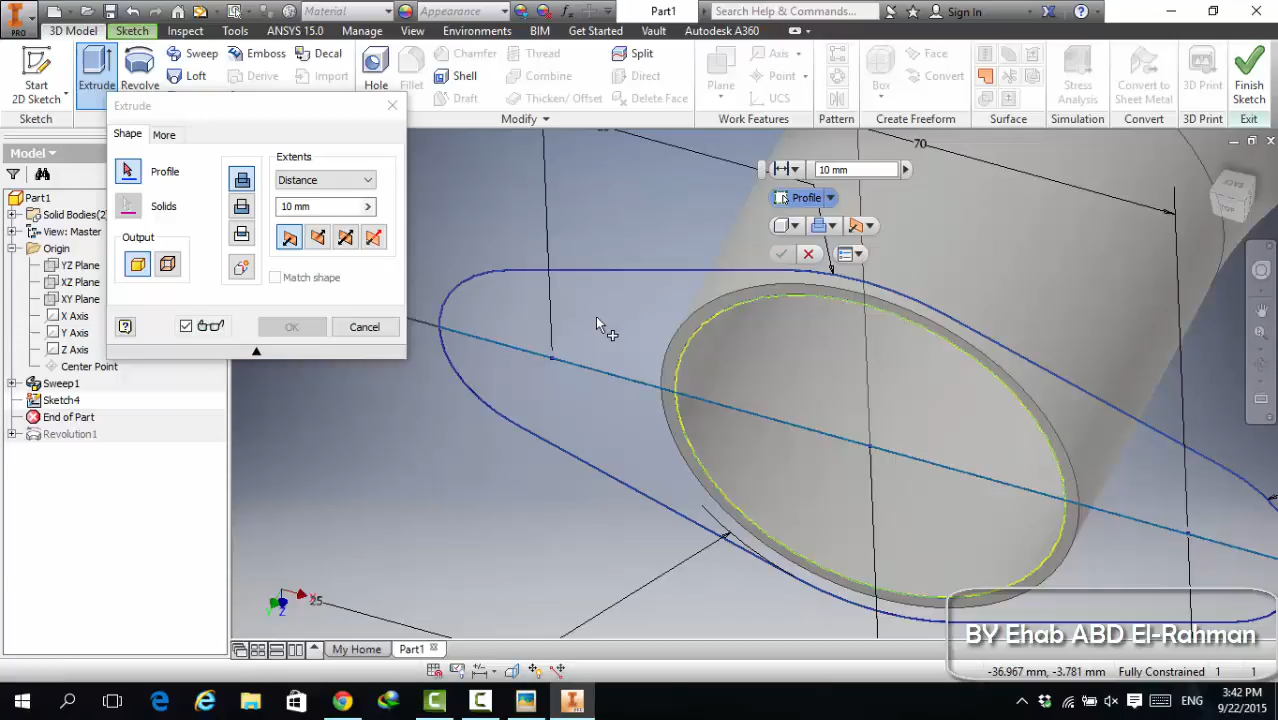 Material
Appearance
Part1
Search Help & Commands...
Sign In
PRO
3D Model
Sketch
Inspect
Tools
ANSYS 15.0
Manage
View
Environments
BIM
Get Started
Vault
Autodesk A360
Start
2D Sketch
Extrude
Revolve
Sweep
Loft
Emboss
Derive
Decal
Import
Hole
Fillet
Chamfer
Shell
Draft
Thread
Combine
Thicken/ Offset
Split
Direct
Delete Face
Plane
Axis
Point
UCS
Box
Face
Convert
Stress
Analysis
Convert to
Sheet Metal
3D Print
Finish
Sketch
Sketch
Modify
Work Features
Pattern
Create Freeform
Surface
Simulation
Convert
3D Print
Exit
Extrude
Shape
More
Profile
Solids
Output
Extents
Distance
10 mm
Match shape
OK
Cancel
Model
Part1
Solid Bodies(2
View: Master
Origin
YZ Plane
XZ Plane
XY Plane
X Axis
Y Axis
Z Axis
Center Point
Sweep1
Sketch4
End of Part
Revolution1
70
10 mm
Profile
BACK
25
X
Z
My Home
Part1
BY Ehab ABD El-Rahman
-36.967 mm, -3.781 mm
Fully Constrained
1
1
ENG
3:42 PM
9/22/2015